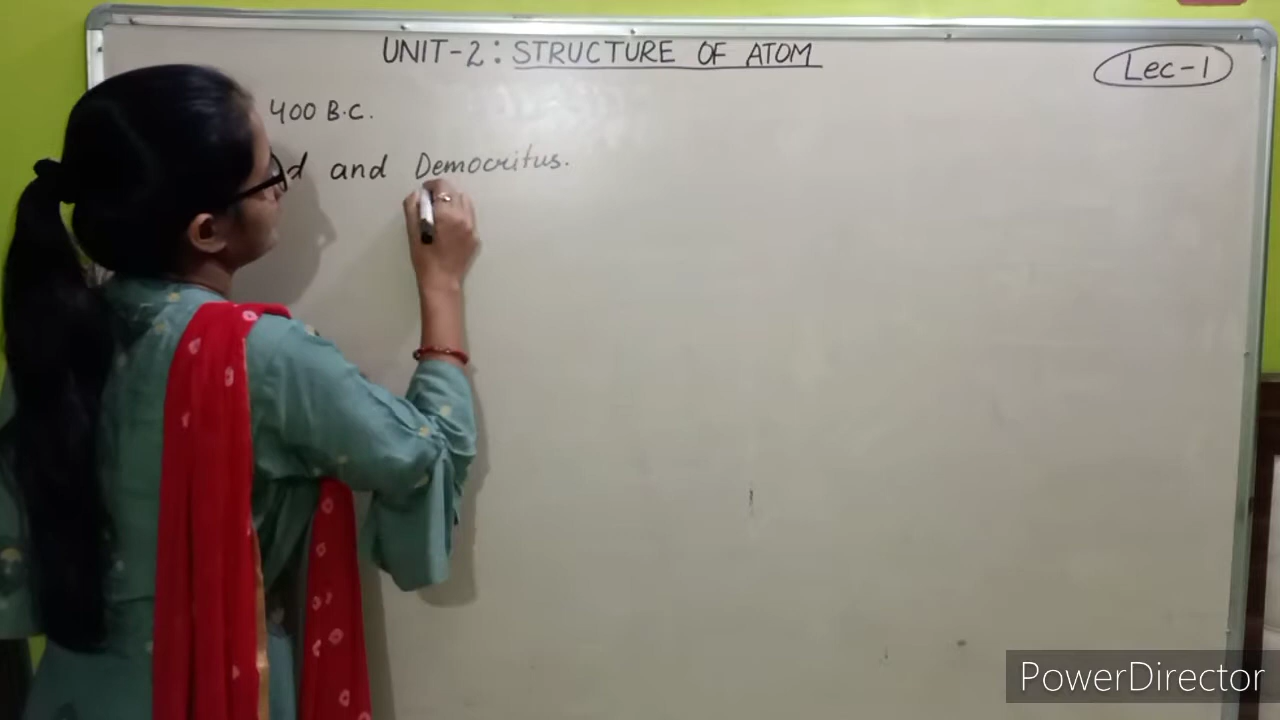 UNIT-2: STRUCTURE OF ATOM
Lec-1
400 B.C.
and Democritus.
PowerDirector